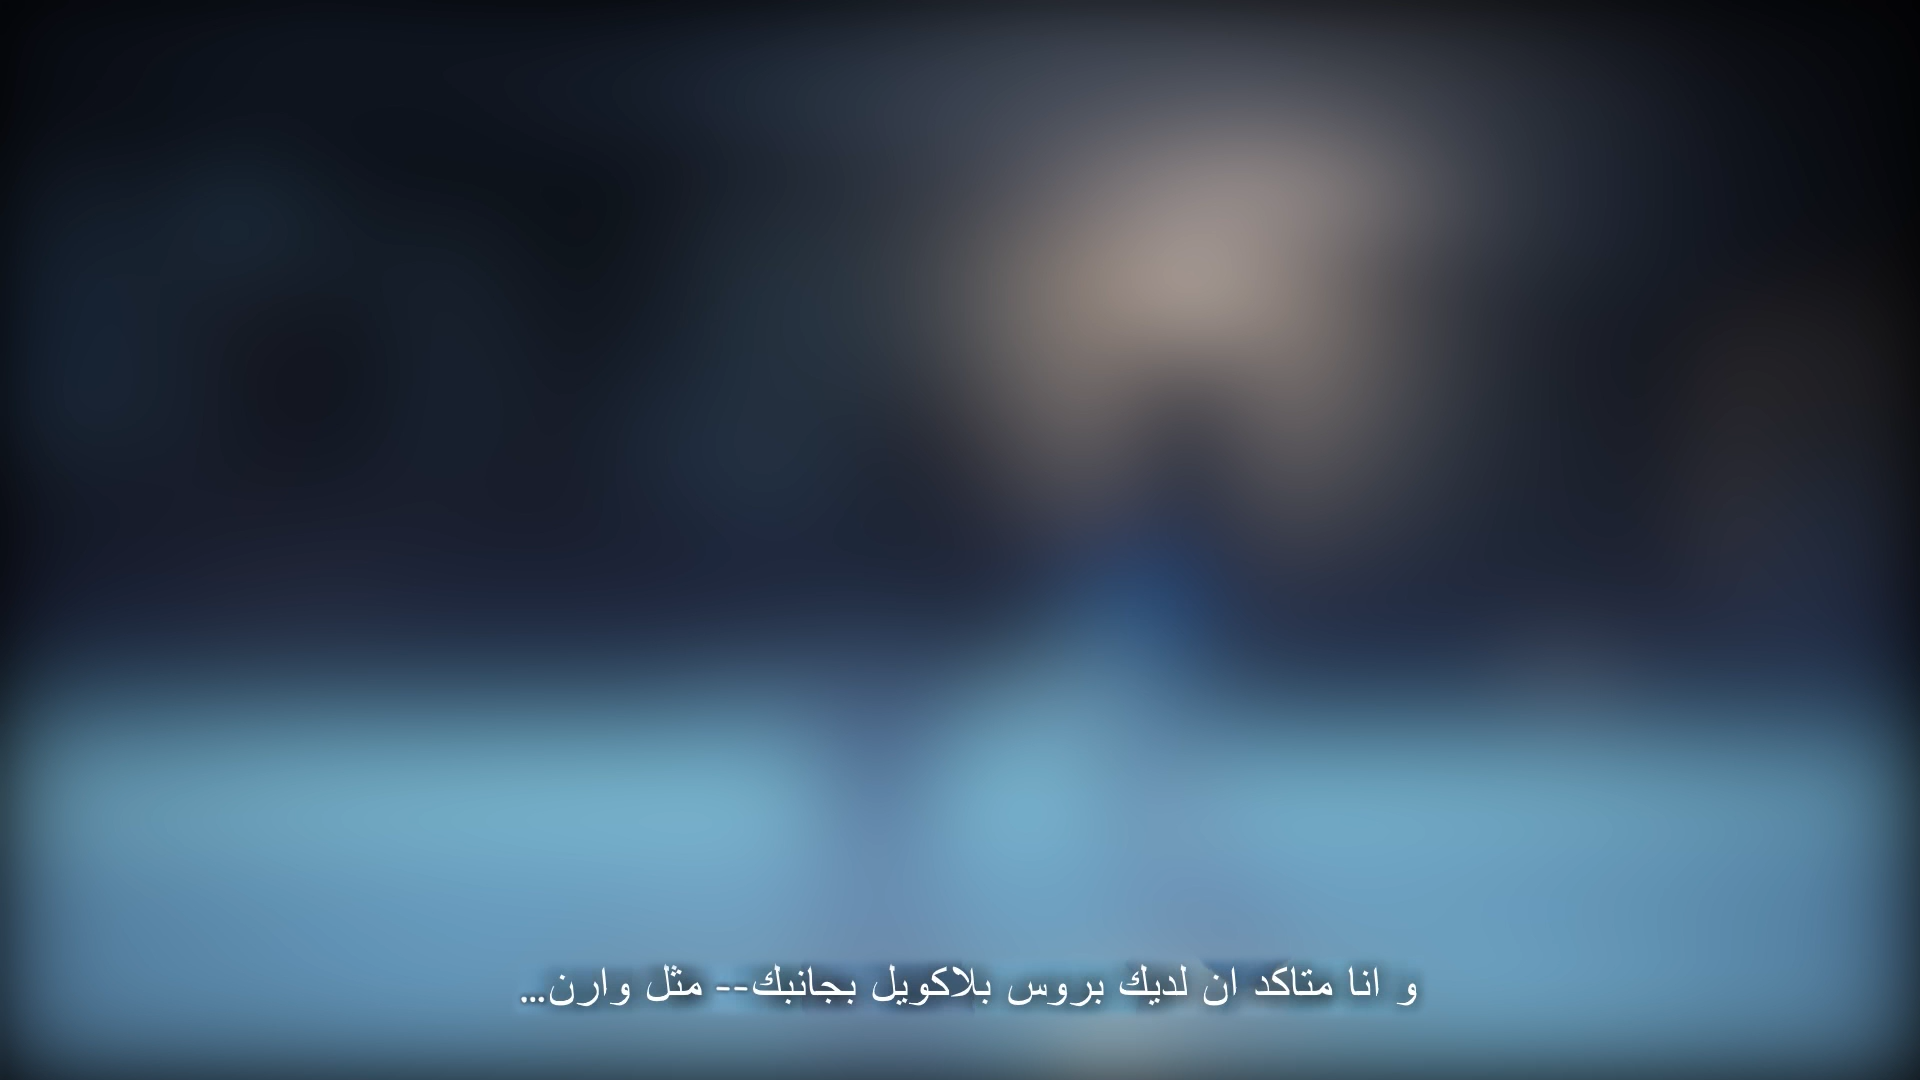 و انا متاكد ان لديك بروس بلاكويل بجانبك-- مثل وارن...